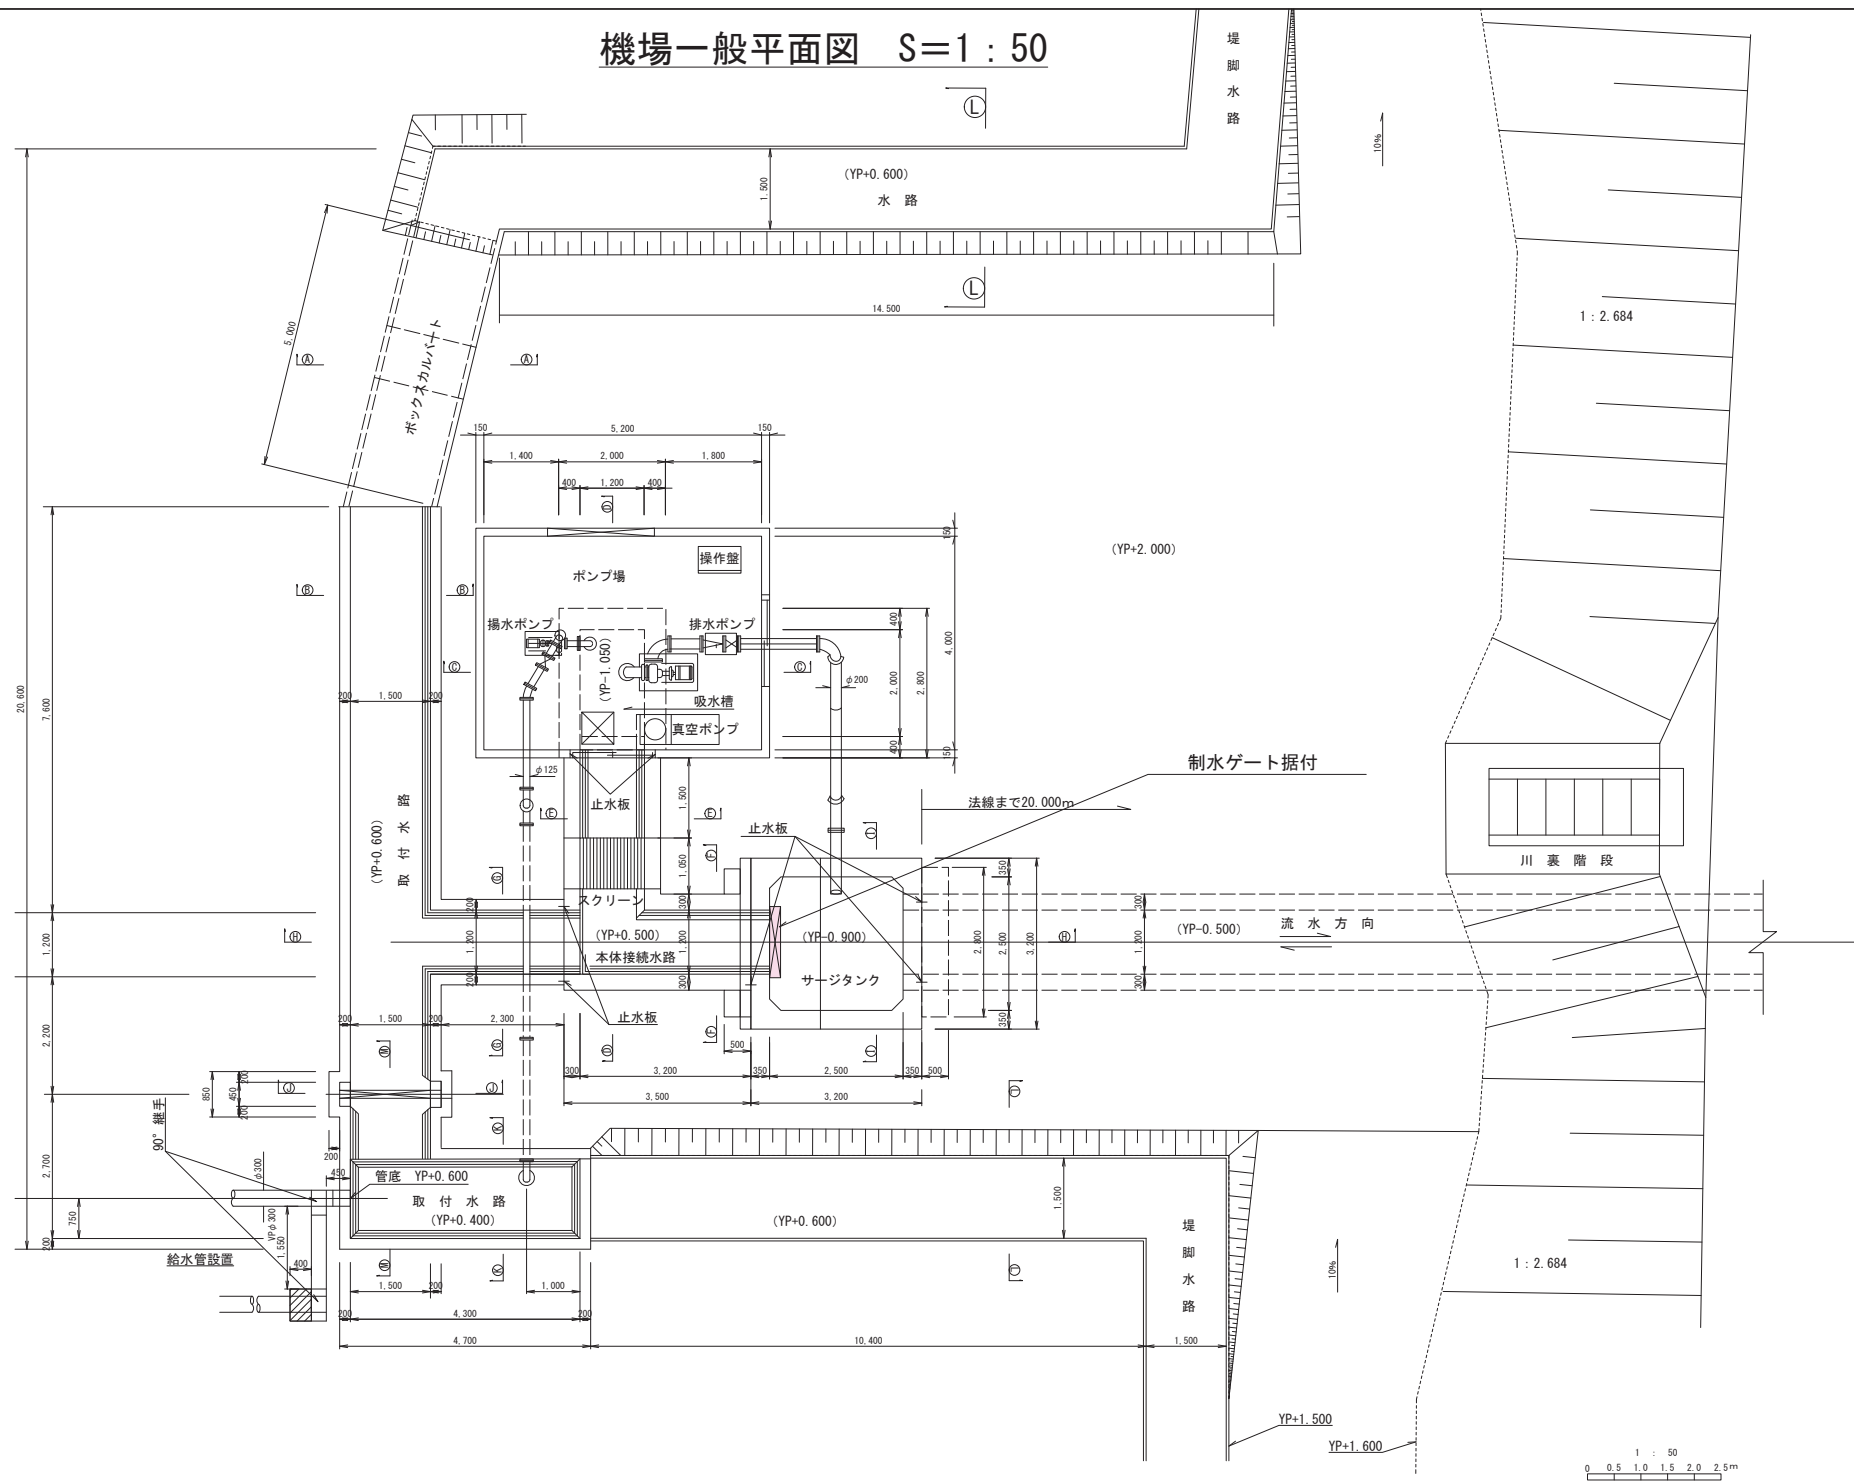 機場一般平面図　S＝1：50
堤脚水路
L
10%
(YP+0.600)
水　路
1,500
L
14.500
1：2.684
5,000
ボックスカルバート
A
A
20,600
150
5,200
150
1,400
2,000
1,800
400
1,200
400
D
7,600
150
(YP+2.000)
操作盤
ポンプ場
B
B
揚水ポンプ
排水ポンプ
400
4,000
(YP-1.050)
C
C
φ200
2,000
2,800
200
1,500
200
吸水槽
真空ポンプ
400
150
φ125
制水ゲート据付
止水板
1,500
法線まで20.000m
取付水路
(YP+0.600)
E
E
止水板
I
1,050
F
川裏階段
350
G
スクリーン
200
300
300
1,200
H
1,200
(YP+0.500)
1,200
(YP-0.900)
2,800
2,500
3,200
H
1,200
(YP-0.500)
流水方向
本体接続水路
サージタンク
200
300
300
止水板
350
2,200
200
1,500
200
2,300
M
G
D
F
500
I
300
3,200
350
2,500
350
500
3,500
3,200
850
200
450
200
J
J
L
90°継手
K
2,700
200
φ300
450
管底　YP+0.600
取付水路
(YP+0.400)
(YP+0.600)
1,500
堤脚水路
750
200
VPφ300
1,550
給水管設置
400
M
K
L
10%
1：2.684
1,500
200
1,000
200
4,300
200
4,700
10,400
1,500
YP+1.500
YP+1.600
1 : 50
0 0.5 1.0 1.5 2.0 2.5m